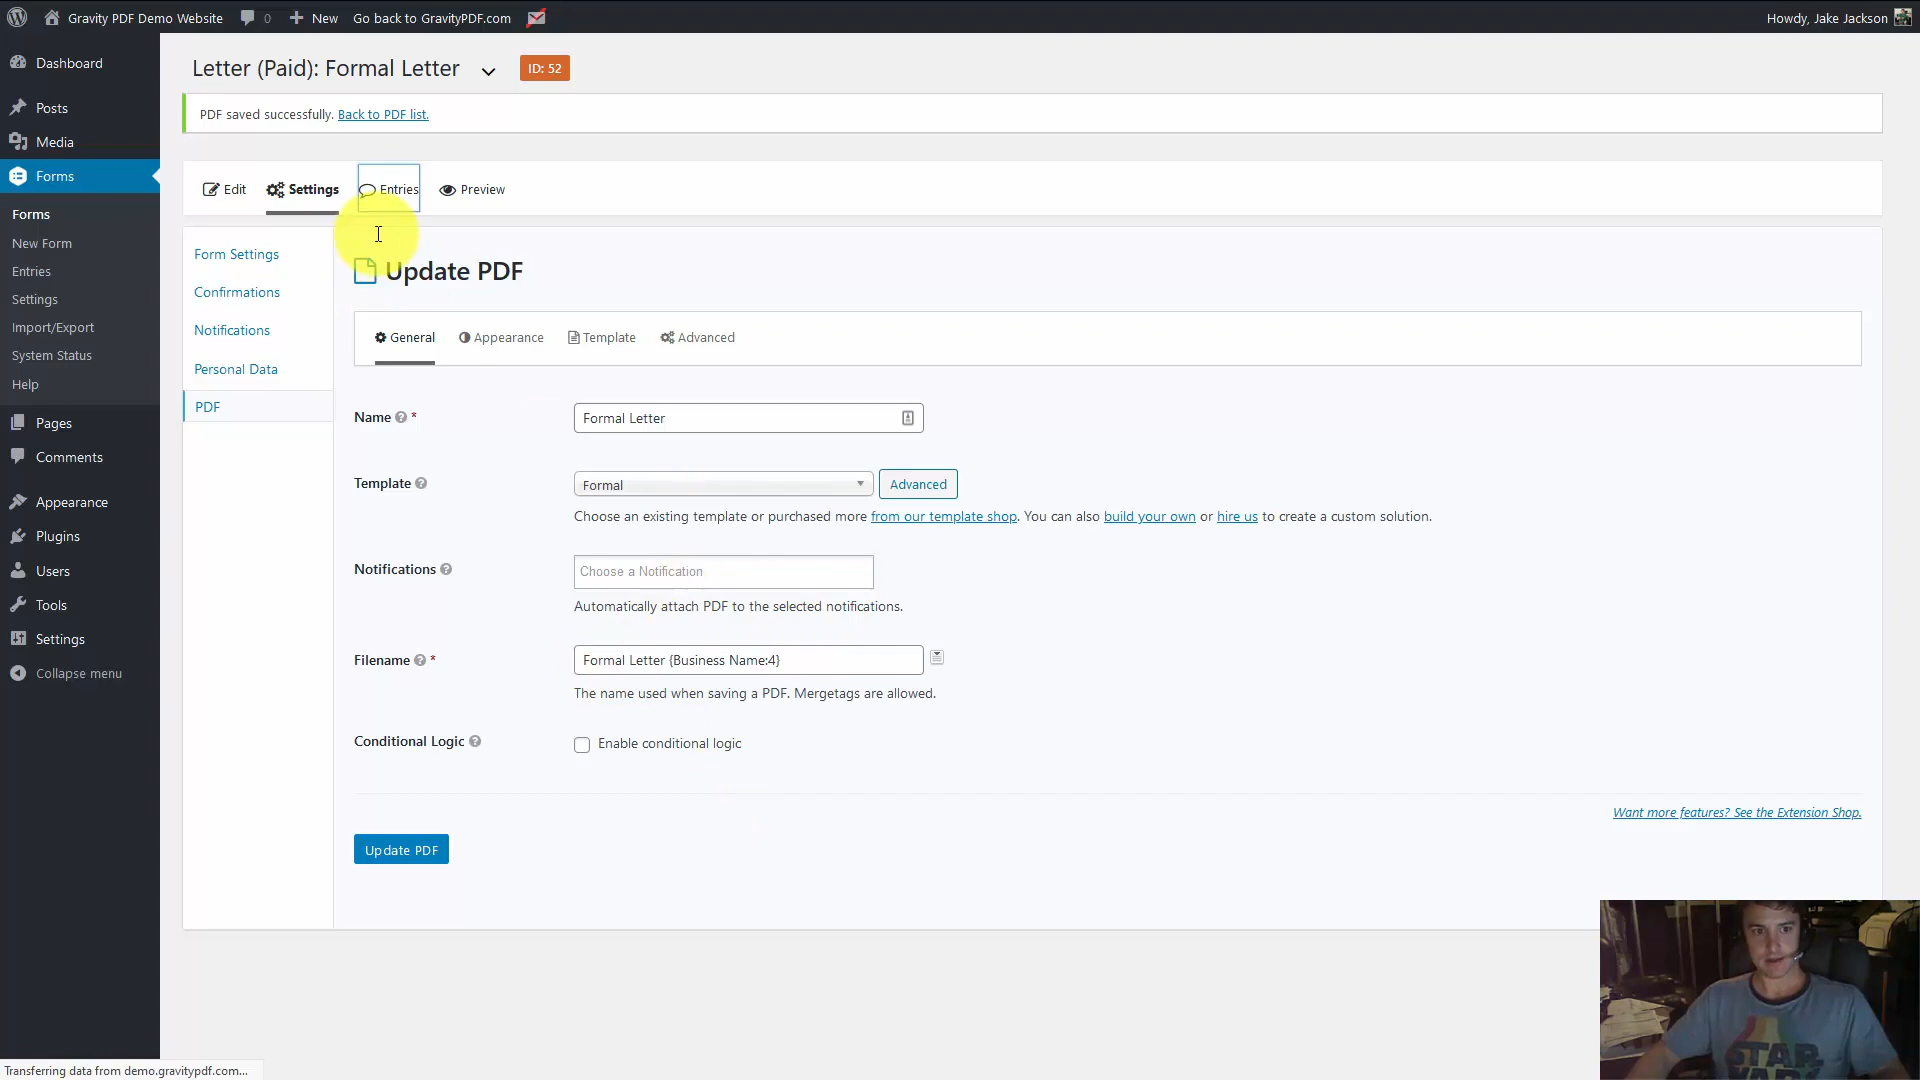 Gravity PDF Demo Website 0 New Go back to GravityPDF.com Howdy, Jake Jackson
Dashboard
Posts
Media
Forms
Forms
New Form
Entries
Settings
Import/Export
System Status
Help
Pages
Comments
Appearance
Plugins
Users
Tools
Settings
Collapse menu
Letter (Paid): Formal Letter ID: 52
PDF saved successfully. Back to PDF list.
Edit Settings Entries Preview
Form Settings
Confirmations
Notifications
Personal Data
PDF
Update PDF
General Appearance Template Advanced
Name * Formal Letter
Template Formal Advanced
Choose an existing template or purchased more from our template shop. You can also build your own or hire us to create a custom solution.
Notifications Choose a Notification
Automatically attach PDF to the selected notifications.
Filename * Formal Letter {Business Name:4}
The name used when saving a PDF. Mergetags are allowed.
Conditional Logic Enable conditional logic
Want more features? See the Extension Shop.
Update PDF
STAR
Transferring data from demo.gravitypdf.com...